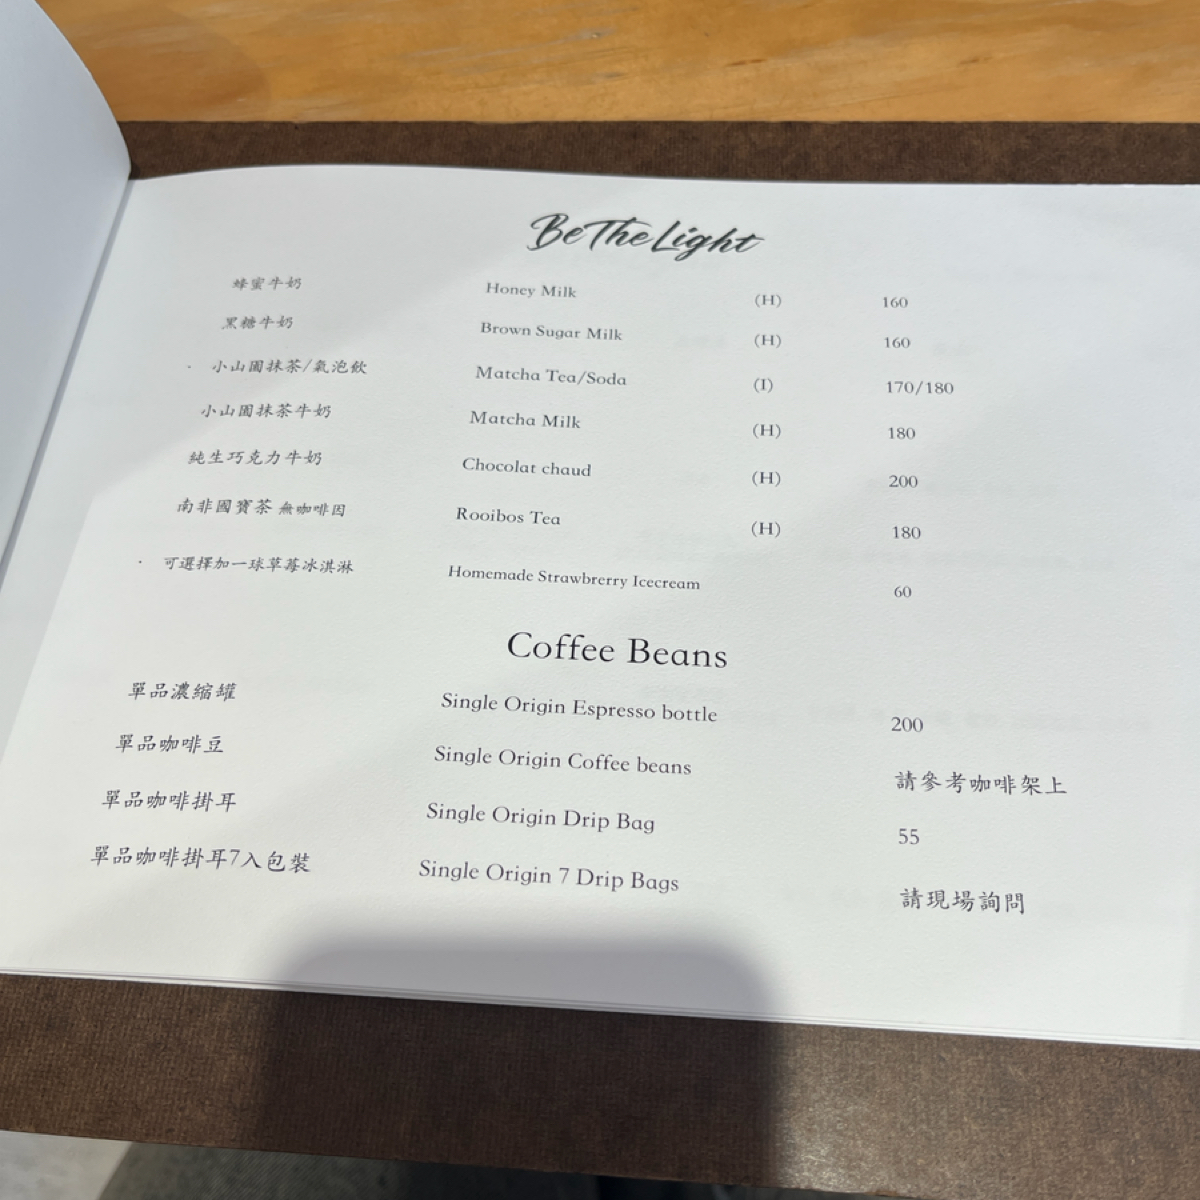 Be The Light
蜂蜜牛奶 Honey Milk (H) 160
黑糖牛奶 Brown Sugar Milk (H) 160
· 小山園抹茶/氣泡飲 Matcha Tea/Soda (I) 170/180
小山園抹茶牛奶 Matcha Milk (H) 180
純生巧克力牛奶 Chocolat chaud (H) 200
南非國寶茶 無咖啡因 Rooibos Tea (H) 180
· 可選擇加一球草莓冰淇淋 Homemade Strawbrerry Icecream 60
Coffee Beans
單品濃縮罐 Single Origin Espresso bottle 200
單品咖啡豆 Single Origin Coffee beans 請參考咖啡架上
單品咖啡掛耳 Single Origin Drip Bag 55
單品咖啡掛耳7入包裝 Single Origin 7 Drip Bags 請現場詢問